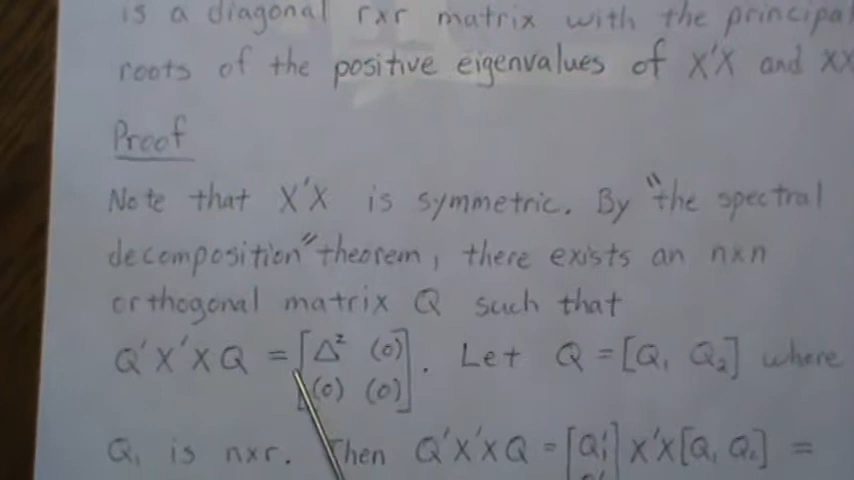 is a diagonal rxr matrix with the principal
roots of the positive eigenvalues of X'X and XX
Proof
Note that X'X is symmetric. By "the spectral
decomposition" theorem, there exists an nxn
orthogonal matrix Q such that
Q'X'XQ = [Δ² (0) (0) (0)]. Let Q = [Q₁ Q₂] where
Q₁ is nxr. Then Q'X'XQ = [Q₁'] X'X[Q₁ Q₂] =